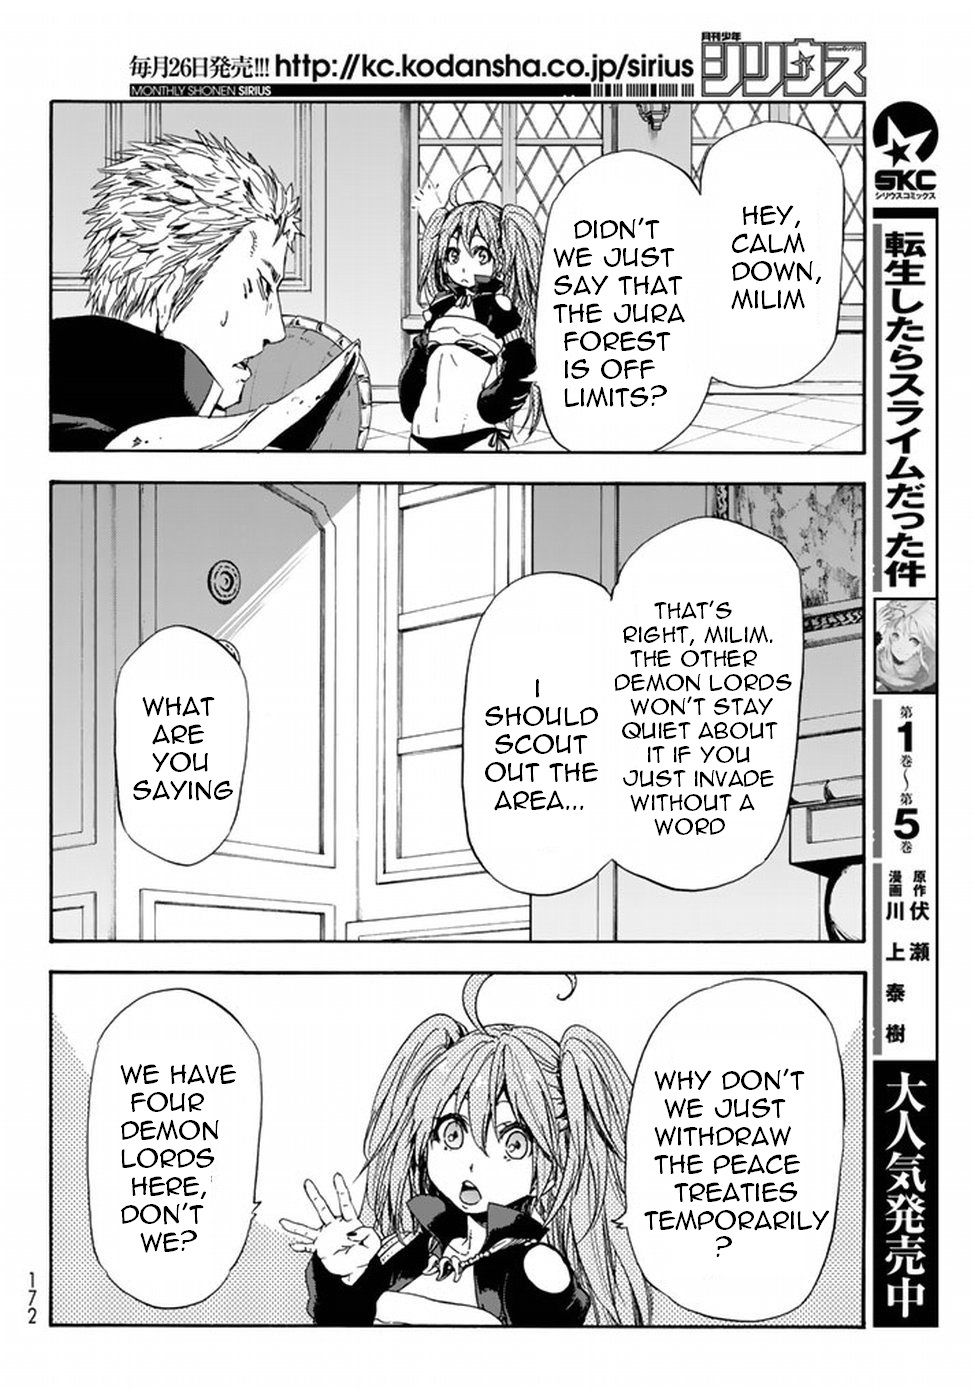 毎月26日発売!!! http://kc.kodansha.co.jp/sirius
MONTHLY SHONEN SIRIUS
月刊少年
シリウス
HEY,
CALM
DOWN,
MILIM
DIDN'T
WE JUST
SAY THAT
THE JURA
FOREST
IS OFF
LIMITS?
THAT'S
RIGHT, MILIM.
THE OTHER
DEMON LORDS
WON'T STAY
QUIET ABOUT
IT IF YOU
JUST INVADE
WITHOUT A
WORD
I
SHOULD
SCOUT
OUT THE
AREA...
WHAT
ARE
YOU
SAYING
WHY DON'T
WE JUST
WITHDRAW
THE PEACE
TREATIES
TEMPORARILY
?
WE HAVE
FOUR
DEMON
LORDS
HERE,
DON'T
WE?
SKC
シリウスコミックス
転生したらスライムだった件
第1巻~第5巻
原作 伏瀬
漫画 川上泰樹
大人気発売中
172